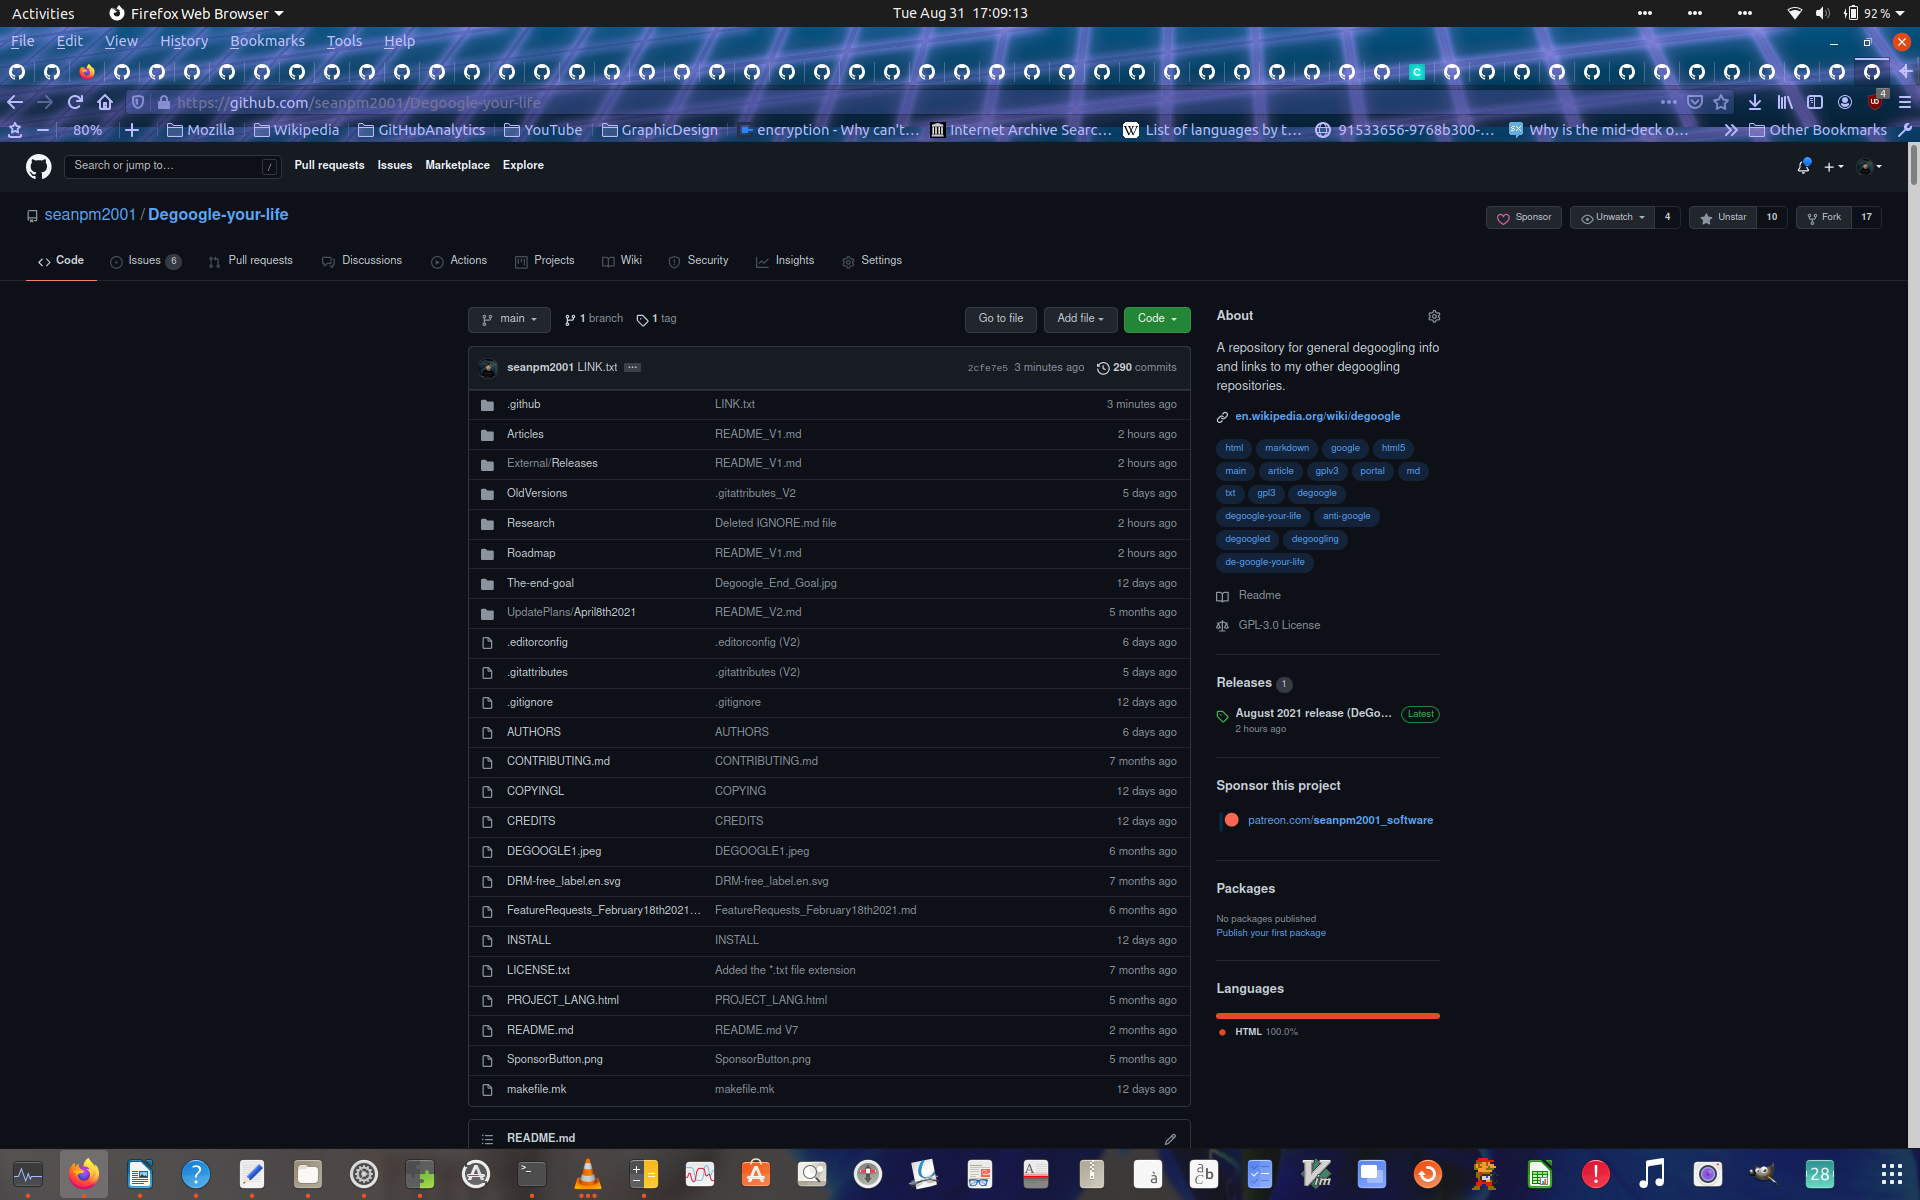 Activities Firefox Web Browser Tue Aug 31 17:09:13 92 %
File Edit View History Bookmarks Tools Help
https://github.com/seanpm2001/Degoogle-your-life 4
80% Mozilla Wikipedia GitHubAnalytics YouTube GraphicDesign encryption - Why can't… Internet Archive Searc… List of languages by t… 91533656-9768b300-… Why is the mid-deck o… Other Bookmarks
Search or jump to… / Pull requests Issues Marketplace Explore
seanpm2001 / Degoogle-your-life Sponsor Unwatch 4 Unstar 10 Fork 17
Code Issues 6 Pull requests Discussions Actions Projects Wiki Security Insights Settings
main 1 branch 1 tag Go to file Add file Code
seanpm2001 LINK.txt ... 2cfe7e5 3 minutes ago 290 commits
.github LINK.txt 3 minutes ago
Articles README_V1.md 2 hours ago
External/Releases README_V1.md 2 hours ago
OldVersions .gitattributes_V2 5 days ago
Research Deleted IGNORE.md file 2 hours ago
Roadmap README_V1.md 2 hours ago
The-end-goal Degoogle_End_Goal.jpg 12 days ago
UpdatePlans/April8th2021 README_V2.md 5 months ago
.editorconfig .editorconfig (V2) 6 days ago
.gitattributes .gitattributes (V2) 5 days ago
.gitignore .gitignore 12 days ago
AUTHORS AUTHORS 6 days ago
CONTRIBUTING.md CONTRIBUTING.md 7 months ago
COPYINGL COPYING 12 days ago
CREDITS CREDITS 12 days ago
DEGOOGLE1.jpeg DEGOOGLE1.jpeg 6 months ago
DRM-free_label.en.svg DRM-free_label.en.svg 7 months ago
FeatureRequests_February18th2021… FeatureRequests_February18th2021.md 6 months ago
INSTALL INSTALL 12 days ago
LICENSE.txt Added the *.txt file extension 7 months ago
PROJECT_LANG.html PROJECT_LANG.html 5 months ago
README.md README.md V7 2 months ago
SponsorButton.png SponsorButton.png 5 months ago
makefile.mk makefile.mk 12 days ago
README.md
About
A repository for general degoogling info
and links to my other degoogling
repositories.
en.wikipedia.org/wiki/degoogle
html markdown google html5
main article gplv3 portal md
txt gpl3 degoogle
degoogle-your-life anti-google
degoogled degoogling
de-google-your-life
Readme
GPL-3.0 License
Releases 1
August 2021 release (DeGo... Latest
2 hours ago
Sponsor this project
patreon.com/seanpm2001_software
Packages
No packages published
Publish your first package
Languages
HTML 100.0%
28